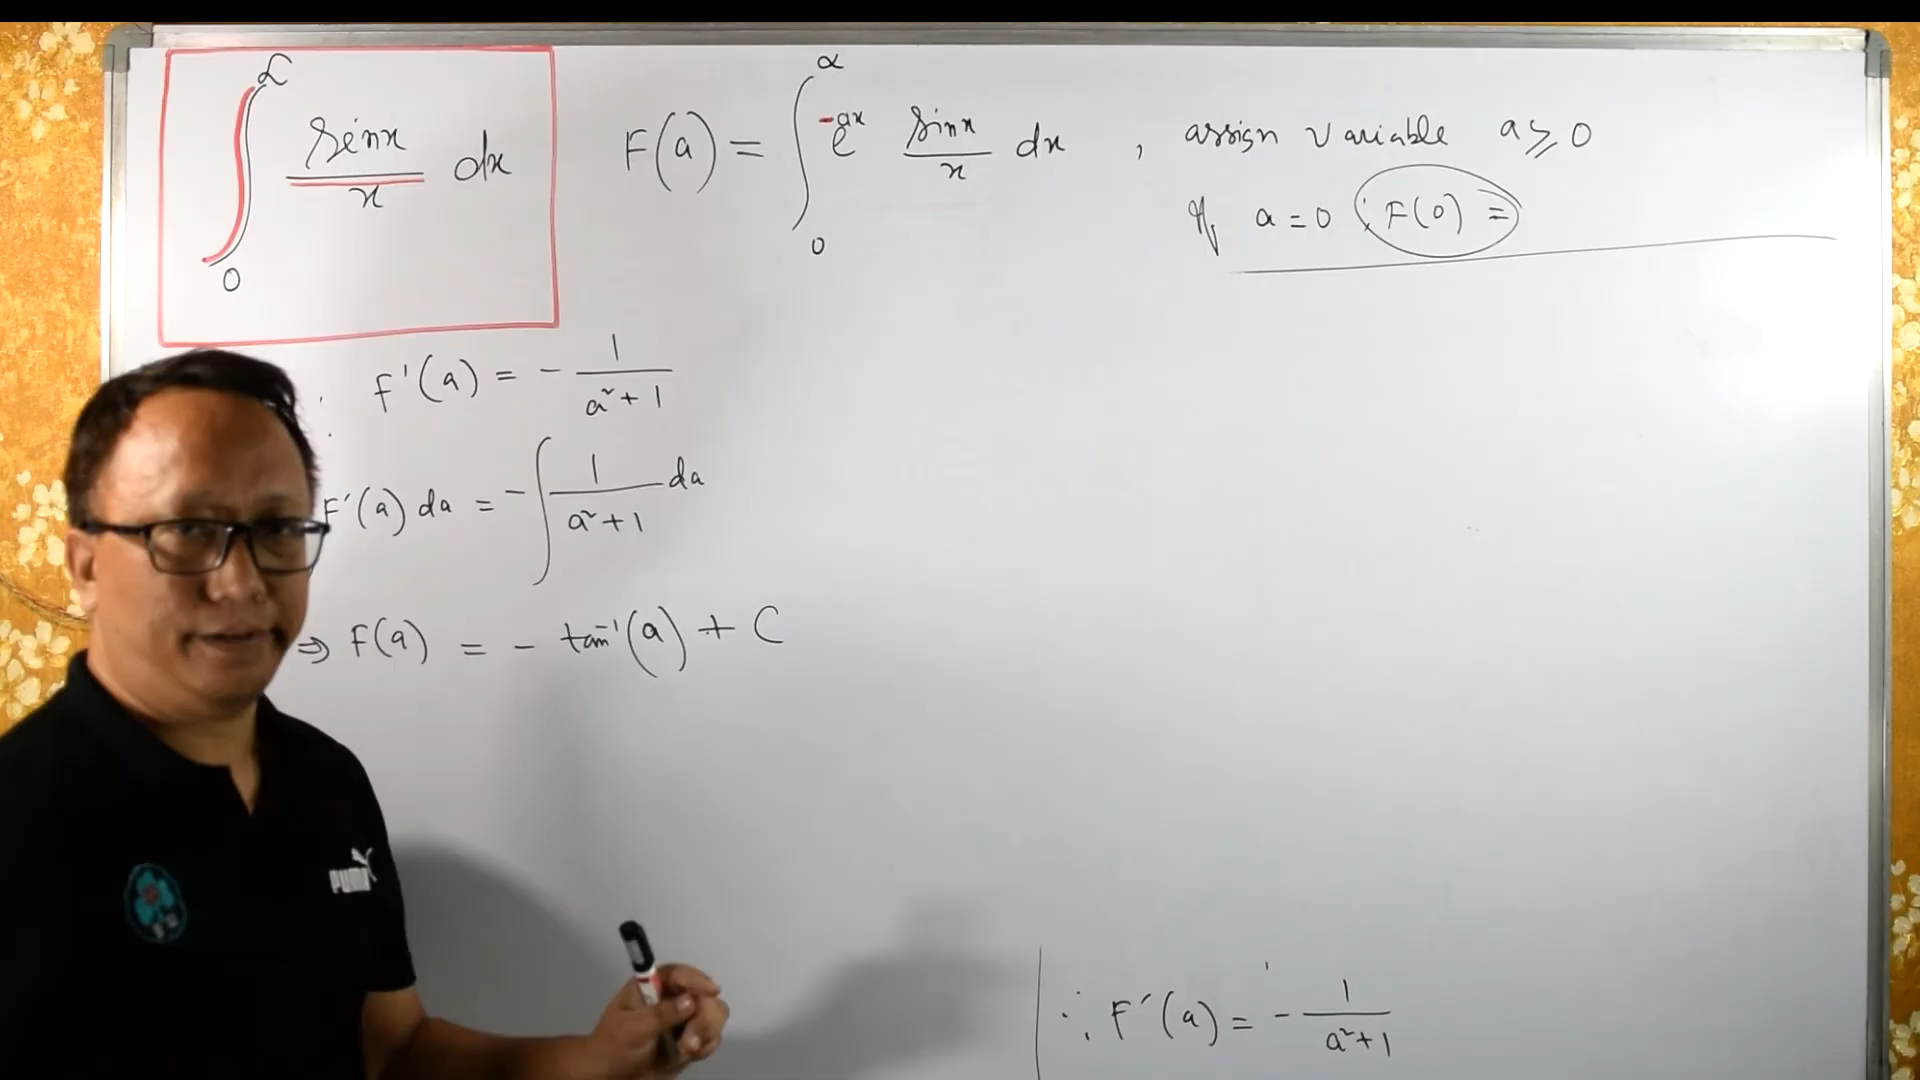 ∫₀^∝ sinx/x dx
F(a) = ∫₀^∝ e^(-ax) sinx/x dx , assign variable a ⩾ 0
If a = 0 F(0) =
F'(a) = - 1/(a²+1)
F'(a) da = -∫ 1/(a²+1) da
⇒ F(a) = - tan⁻¹(a) + C
PUMA
∴ F'(a) = - 1/(a²+1)